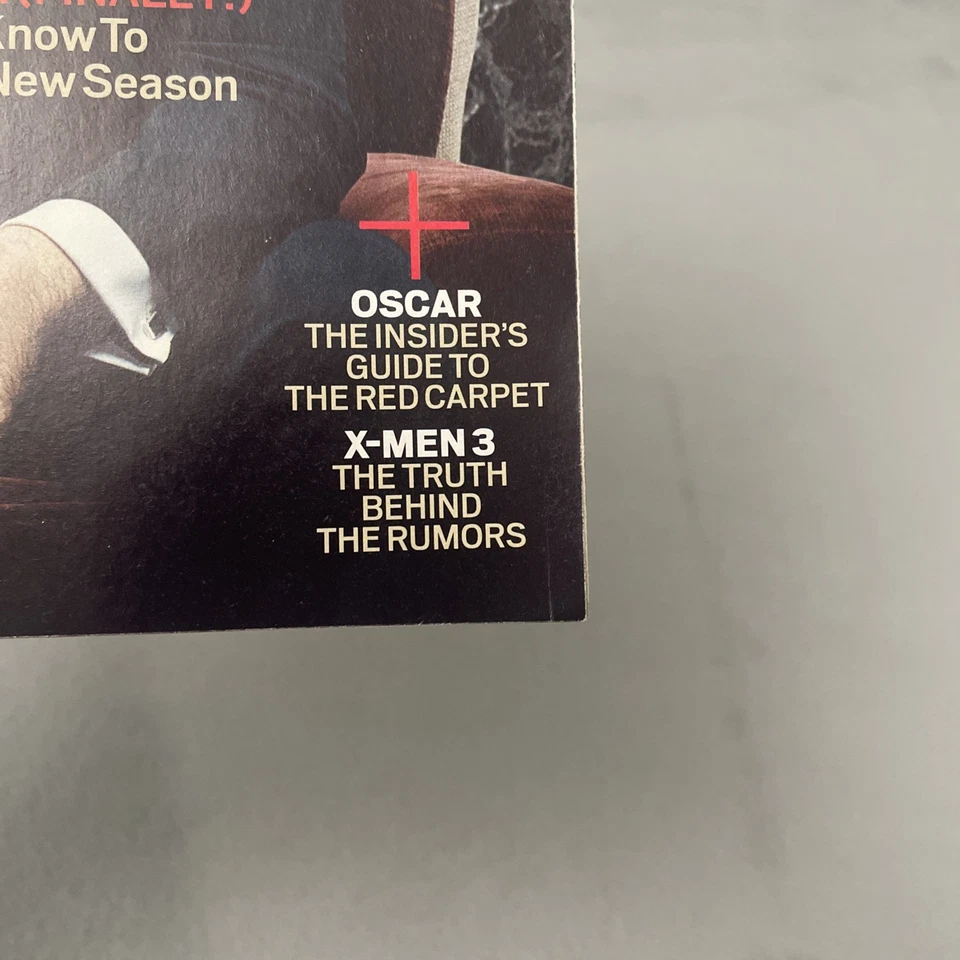 (FINALLY!)
Know To
New Season
OSCAR
THE INSIDER'S
GUIDE TO
THE RED CARPET
X-MEN 3
THE TRUTH
BEHIND
THE RUMORS